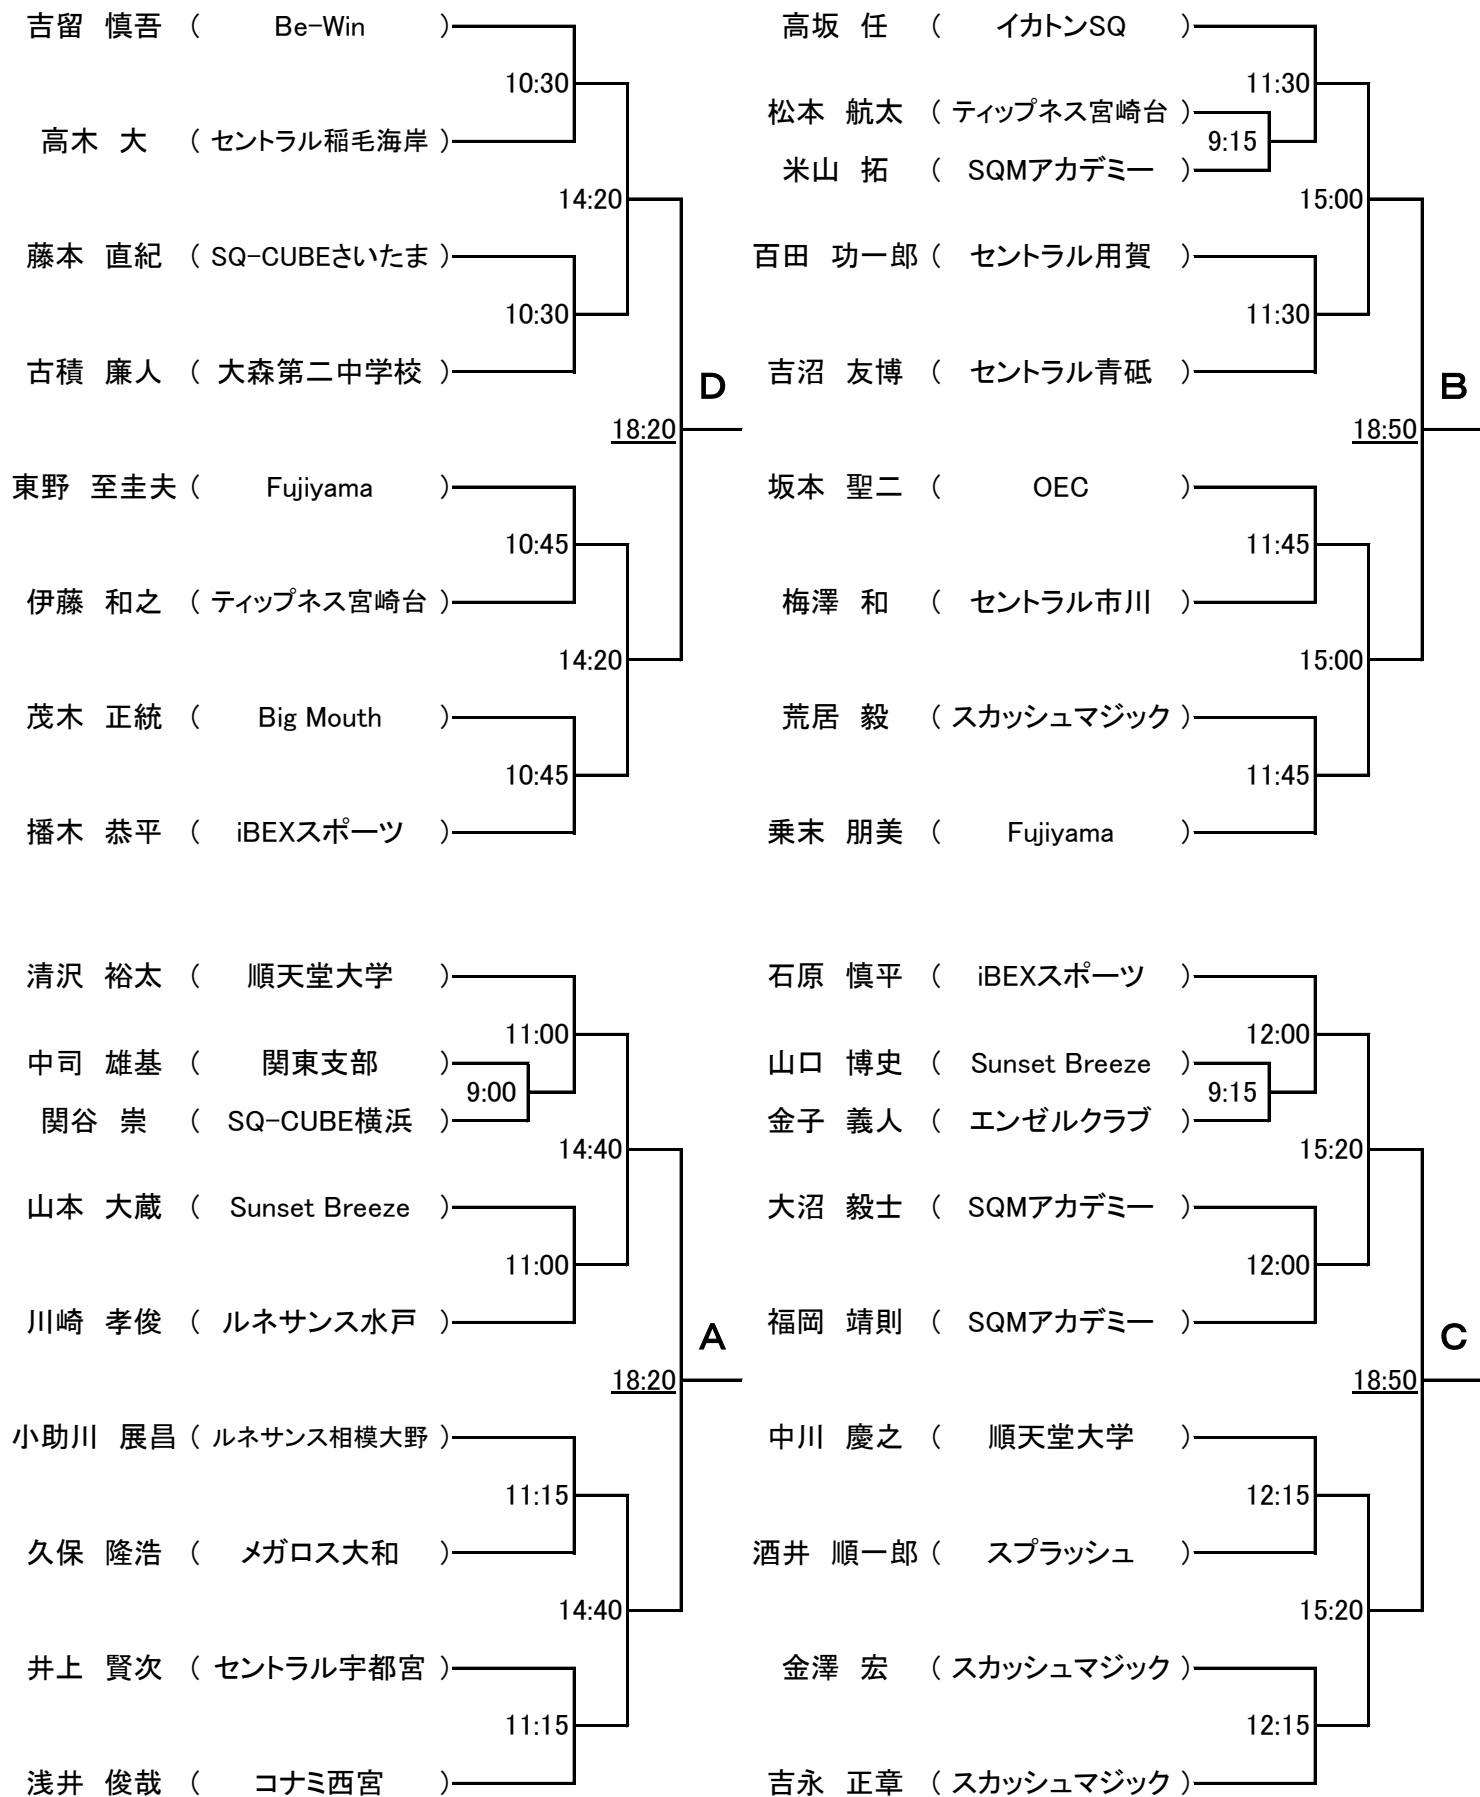 吉留 慎吾 ( Be-Win )
10:30
高木 大 ( セントラル稲毛海岸 )
14:20
藤本 直紀 ( SQ-CUBEさいたま )
10:30
古積 廉人 ( 大森第二中学校 )
D
18:20
東野 至圭夫 ( Fujiyama )
10:45
伊藤 和之 ( ティップネス宮崎台 )
14:20
茂木 正統 ( Big Mouth )
10:45
播木 恭平 ( iBEXスポーツ )
高坂 任 ( イカトンSQ )
11:30
松本 航太 ( ティップネス宮崎台 )
9:15
米山 拓 ( SQMアカデミー )
15:00
百田 功一郎 ( セントラル用賀 )
11:30
吉沼 友博 ( セントラル青砥 )
B
18:50
坂本 聖二 ( OEC )
11:45
梅澤 和 ( セントラル市川 )
15:00
荒居 毅 ( スカッシュマジック )
11:45
乗末 朋美 ( Fujiyama )
清沢 裕太 ( 順天堂大学 )
11:00
中司 雄基 ( 関東支部 )
9:00
関谷 崇 ( SQ-CUBE横浜 )
14:40
山本 大蔵 ( Sunset Breeze )
11:00
川崎 孝俊 ( ルネサンス水戸 )
A
18:20
小助川 展昌 ( ルネサンス相模大野 )
11:15
久保 隆浩 ( メガロス大和 )
14:40
井上 賢次 ( セントラル宇都宮 )
11:15
浅井 俊哉 ( コナミ西宮 )
石原 慎平 ( iBEXスポーツ )
12:00
山口 博史 ( Sunset Breeze )
9:15
金子 義人 ( エンゼルクラブ )
15:20
大沼 毅士 ( SQMアカデミー )
12:00
福岡 靖則 ( SQMアカデミー )
C
18:50
中川 慶之 ( 順天堂大学 )
12:15
酒井 順一郎 ( スプラッシュ )
15:20
金澤 宏 ( スカッシュマジック )
12:15
吉永 正章 ( スカッシュマジック )